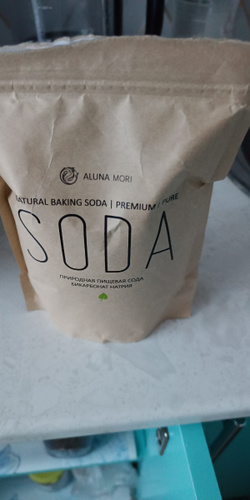 ALUNA MORI
NATURAL BAKING SODA | PREMIUM | PURE
SODA
ПРИРОДНАЯ ПИЩЕВАЯ СОДА
БИКАРБОНАТ НАТРИЯ